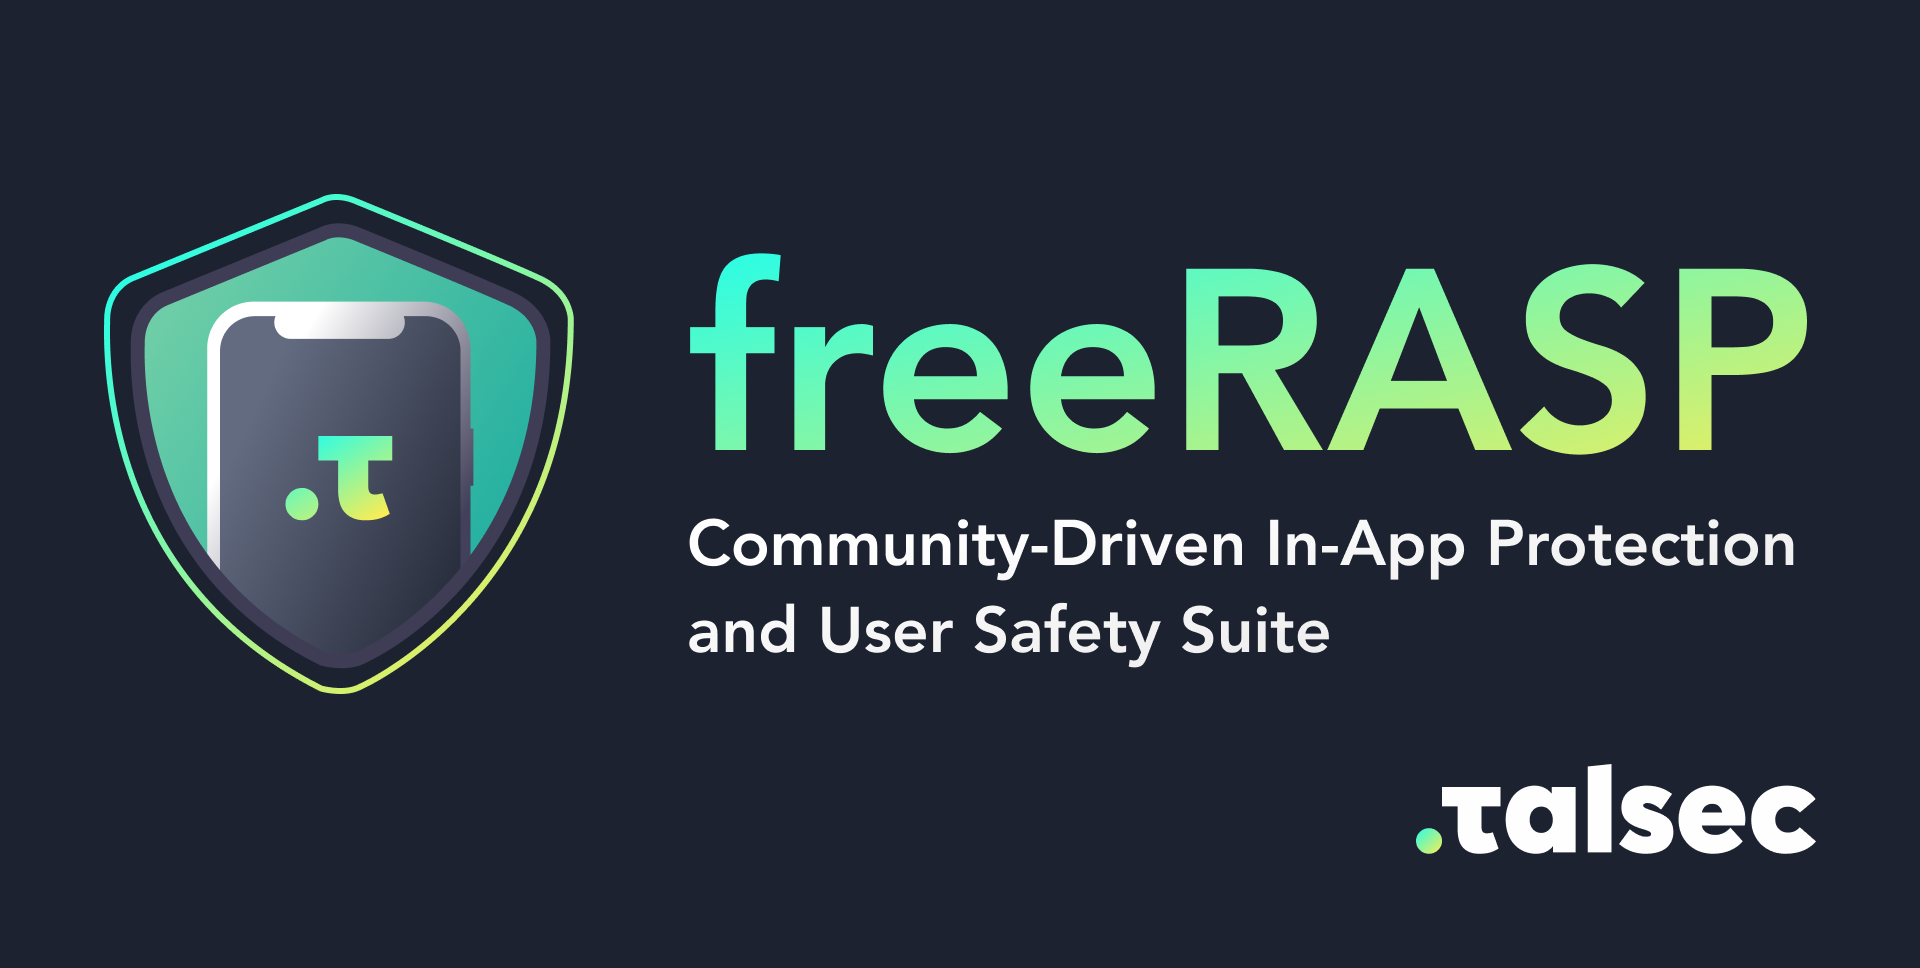 .τ
freeRASP
Community-Driven In-App Protection
and User Safety Suite
.talsec